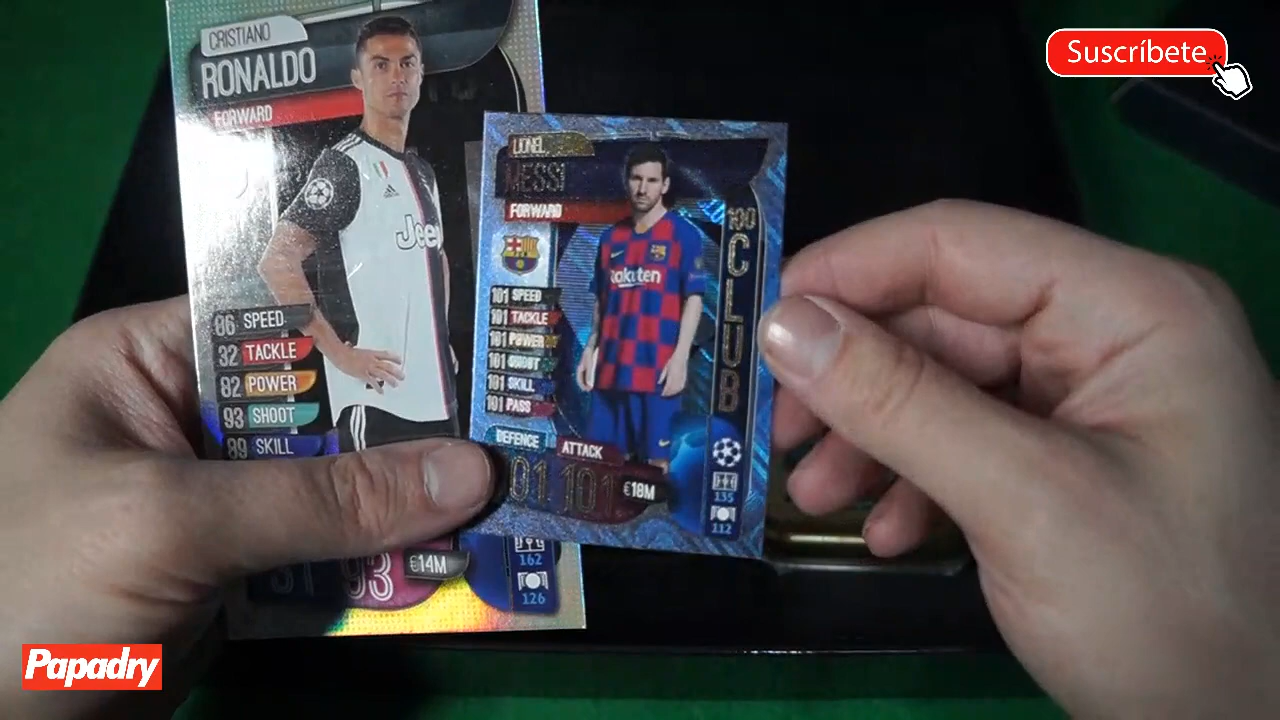 CRISTIANO
RONALDO
FORWARD
Jee
86 SPEED
32 TACKLE
82 POWER
93 SHOOT
89 SKILL
93
€14M
162
126
LIONEL
MESSI
FORWARD
Rakuten
100
CLUB
101 SPEED
101 TACKLE
101 POWER
101 SHOOT
101 SKILL
101 PASS
DEFENCE
ATTACK
101
€18M
135
112
Suscríbete
Papadry